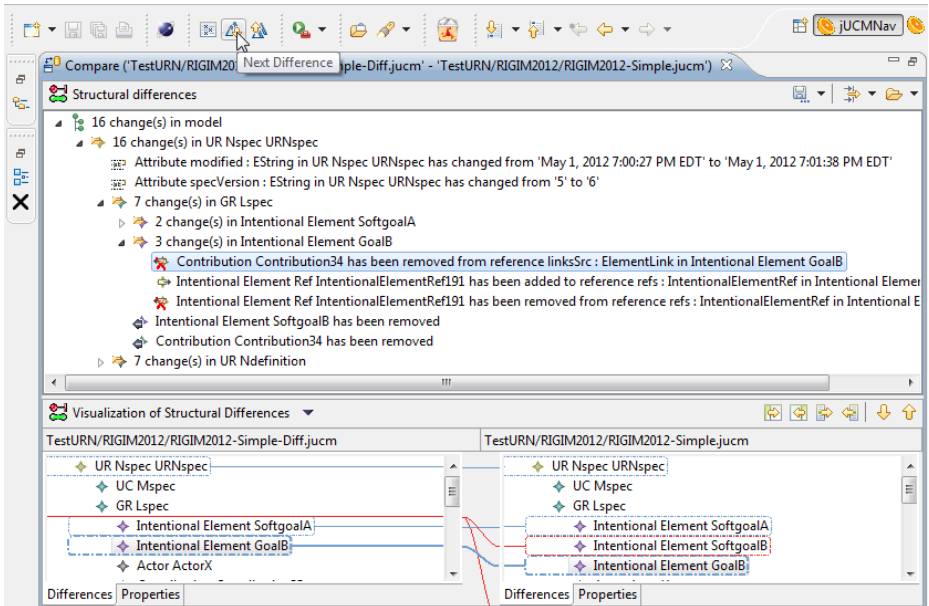 jUCMNav
Compare ('TestURN/RIGIM20 mple-Diff.jucm' - 'TestURN/RIGIM2012/RIGIM2012-Simple.jucm')
Next Difference
Structural differences
16 change(s) in model
16 change(s) in UR Nspec URNspec
Attribute modified : EString in UR Nspec URNspec has changed from 'May 1, 2012 7:00:27 PM EDT' to 'May 1, 2012 7:01:38 PM EDT'
Attribute specVersion : EString in UR Nspec URNspec has changed from '5' to '6'
7 change(s) in GR Lspec
2 change(s) in Intentional Element SoftgoalA
3 change(s) in Intentional Element GoalB
Contribution Contribution34 has been removed from reference linksSrc : ElementLink in Intentional Element GoalB
Intentional Element Ref IntentionalElementRef191 has been added to reference refs : IntentionalElementRef in Intentional Elemer
Intentional Element Ref IntentionalElementRef191 has been removed from reference refs : IntentionalElementRef in Intentional E
Intentional Element SoftgoalB has been removed
Contribution Contribution34 has been removed
7 change(s) in UR Ndefinition
Visualization of Structural Differences
TestURN/RIGIM2012/RIGIM2012-Simple-Diff.jucm
TestURN/RIGIM2012/RIGIM2012-Simple.jucm
UR Nspec URNspec
UC Mspec
GR Lspec
Intentional Element SoftgoalA
Intentional Element GoalB
Actor ActorX
UR Nspec URNspec
UC Mspec
GR Lspec
Intentional Element SoftgoalA
Intentional Element SoftgoalB
Intentional Element GoalB
Differences Properties
Differences Properties